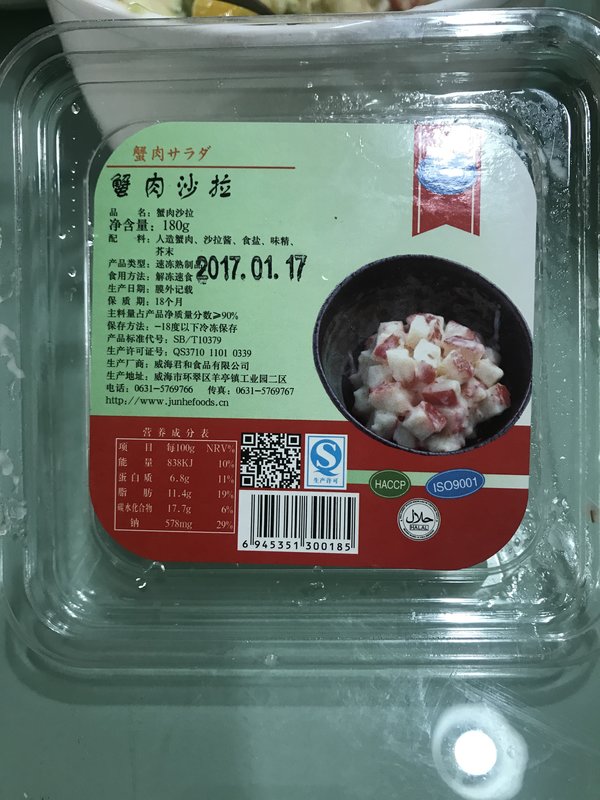 蟹肉サラダ
蟹肉沙拉
品　　名：蟹肉沙拉
净含量：180g
配　　料：人造蟹肉、沙拉酱、食盐、味精、
芥末
产品类型：速冻熟制品
2017.01.17
食用方法：解冻速食
生产日期：膜外记载
保 质 期：18个月
主料量占产品净质量分数≥90%
保存方法：-18度以下冷冻保存
产品标准代号：SB/T10379
生产许可证号：QS3710 1101 0339
生产厂商：威海君和食品有限公司
生产地址：威海市环翠区羊亭镇工业园二区
电话：0631-5769766　传真：0631-5769767
http://www.junhefoods.cn
营养成分表
项　目　每100g　NRV%
能　量　838KJ　10%
蛋白质　6.8g　11%
脂　肪　11.4g　19%
碳水化合物　17.7g　6%
钠　578mg　29%
QS
生产许可
HACCP
ISO9001
حلال
HALAL
6 945351 300185